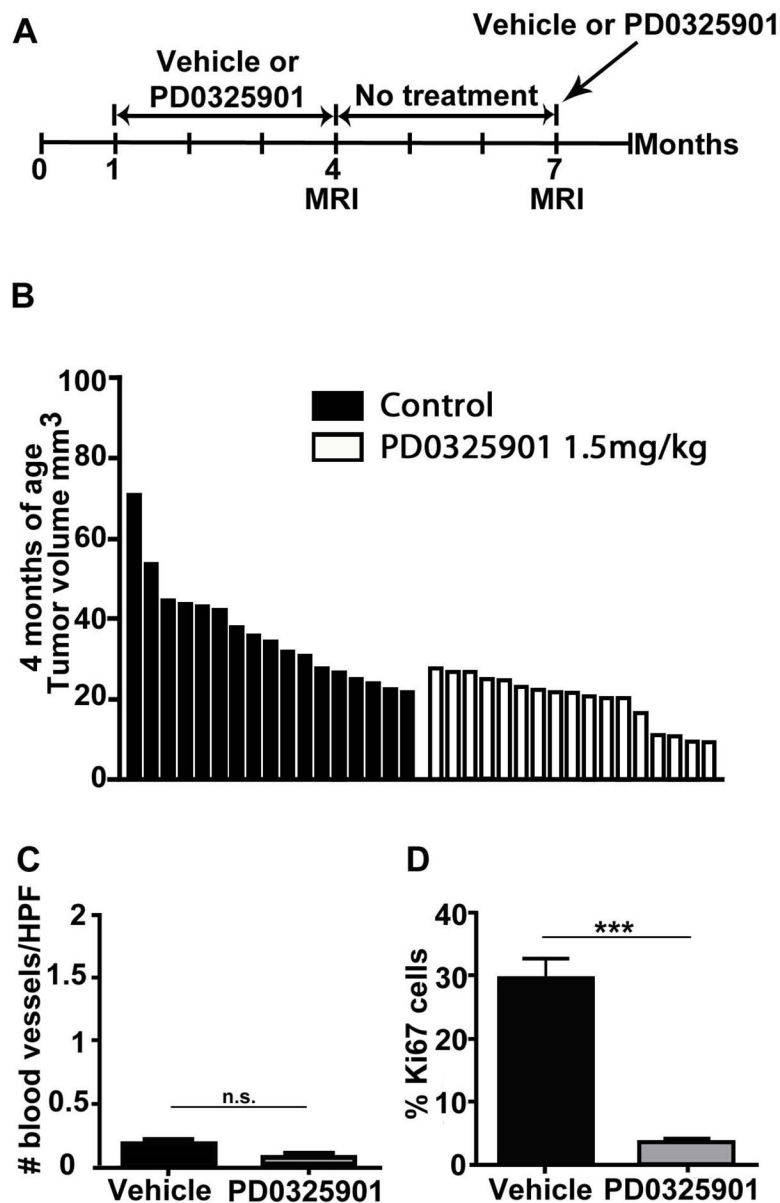 A
Vehicle or PD0325901
Vehicle or
PD0325901
No treatment
Months
0 1 4 7
MRI MRI
B
4 months of age
Tumor volume mm3
100
80
60
40
20
0
Control
PD0325901 1.5mg/kg
C
# blood vessels/HPF
2
1.5
1
0.5
0
n.s.
Vehicle PD0325901
D
% Ki67 cells
40
30
20
10
0
***
Vehicle PD0325901